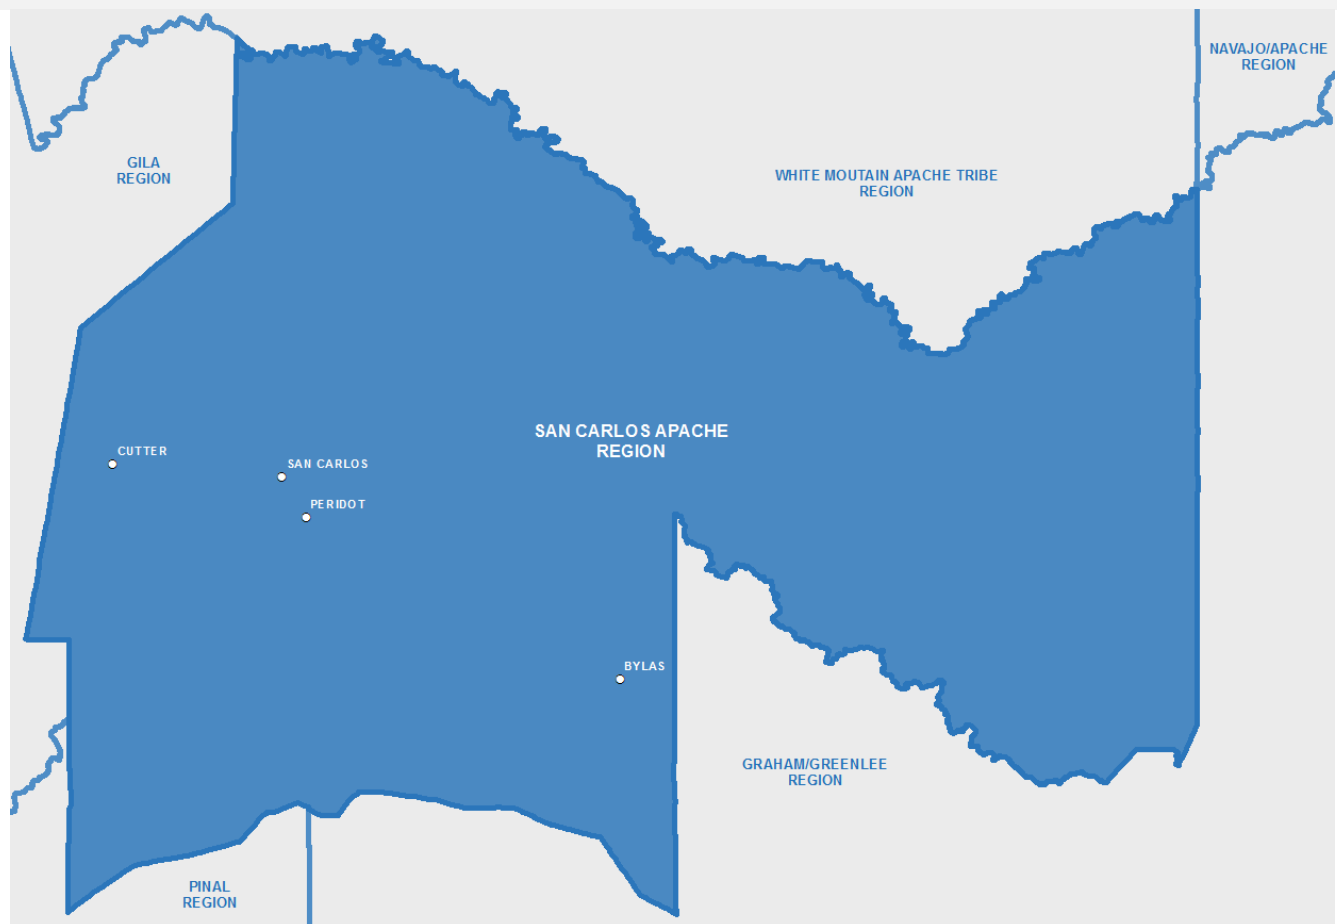 NAVAJO/APACHE
REGION
GILA
REGION
WHITE MOUTAIN APACHE TRIBE
REGION
SAN CARLOS APACHE
REGION
CUTTER
SAN CARLOS
PERIDOT
BYLAS
GRAHAM/GREENLEE
REGION
PINAL
REGION